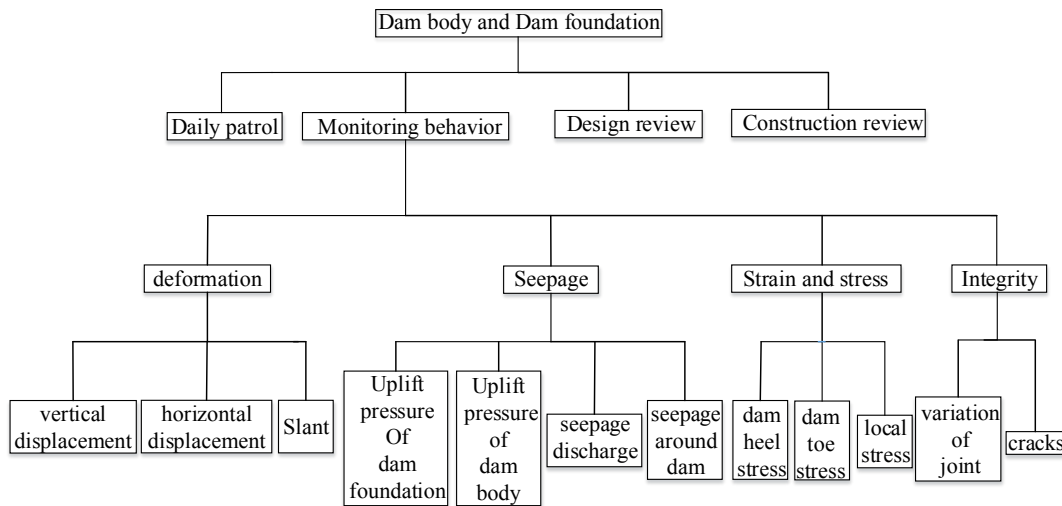 Dam body and Dam foundation
Daily patrol
Monitoring behavior
Design review
Construction review
deformation
Seepage
Strain and stress
Integrity
vertical
displacement
horizontal
displacement
Slant
Uplift
pressure
Of
dam
foundation
Uplift
pressure
of
dam
body
seepage
discharge
seepage
around
dam
dam
heel
stress
dam
toe
stress
local
stress
variation
of
joint
cracks